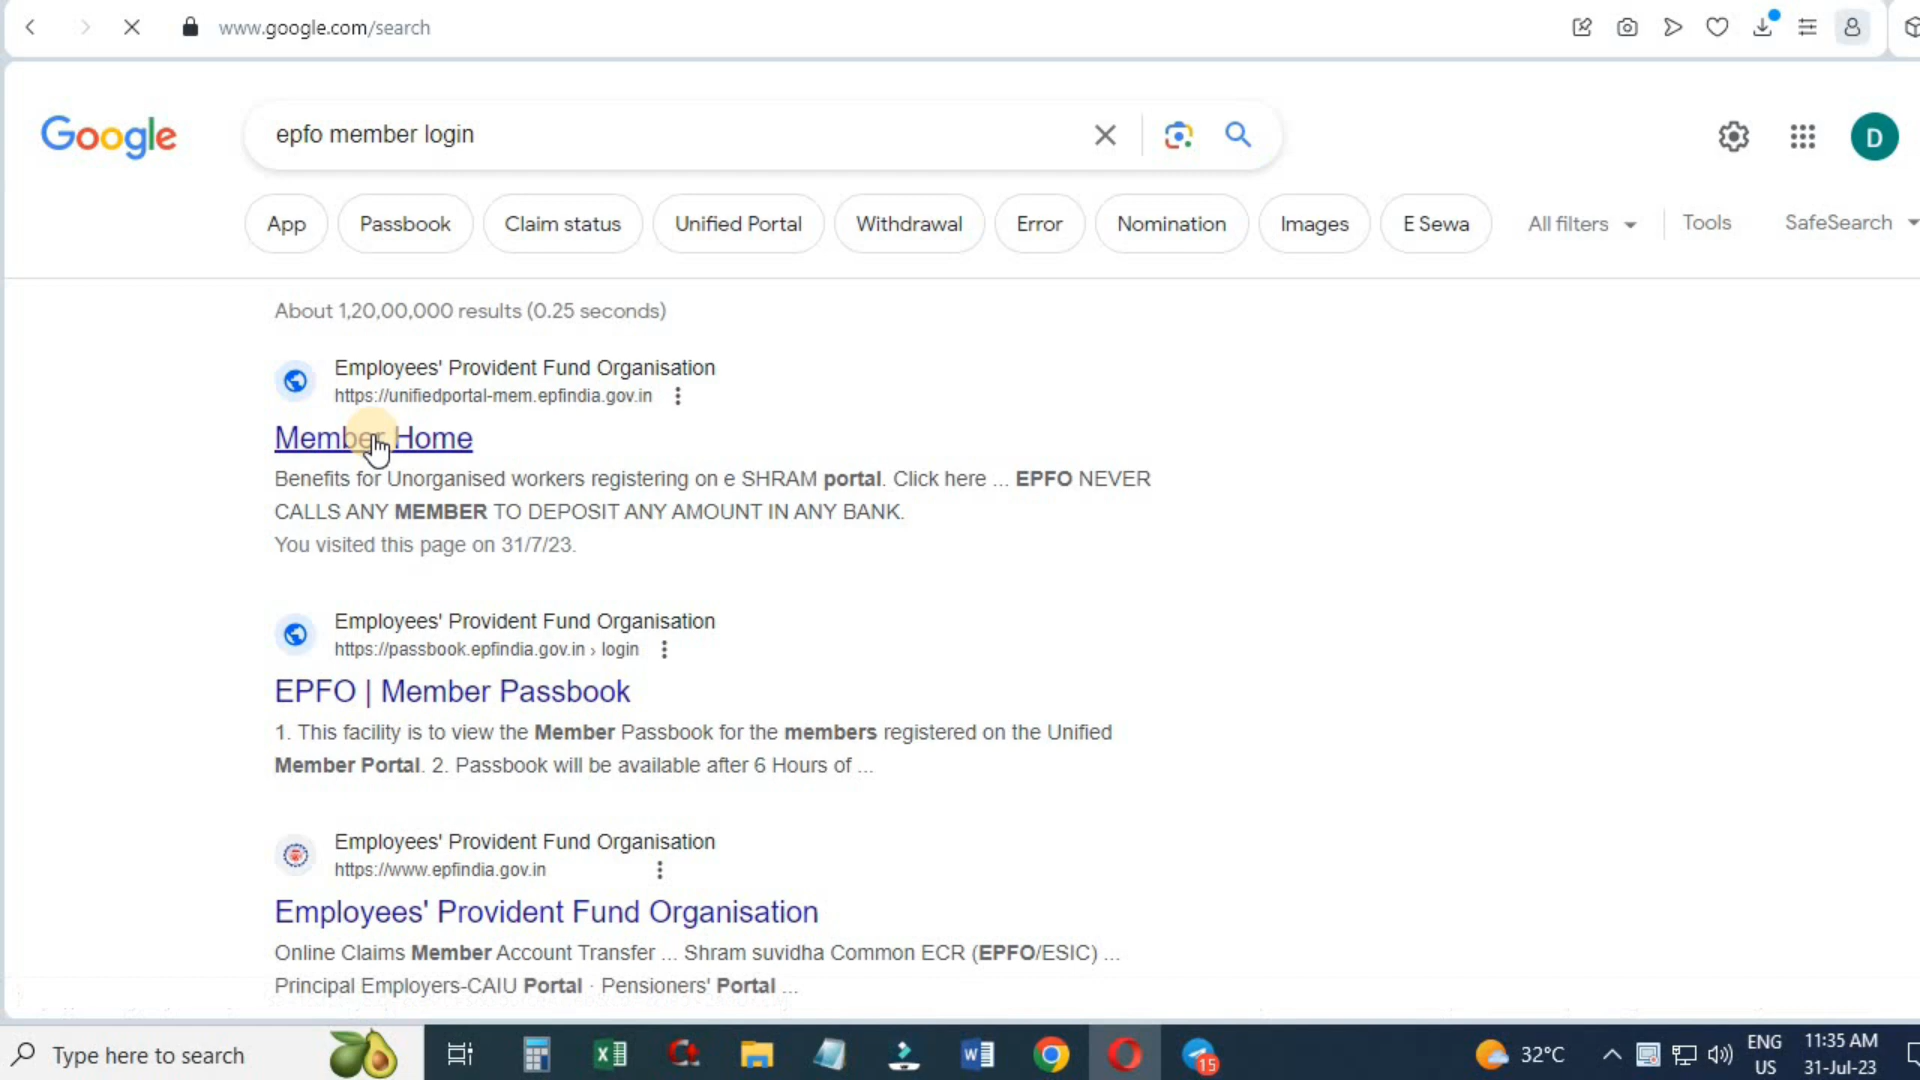 www.google.com/search
Google
epfo member login
D
App
Passbook
Claim status
Unified Portal
Withdrawal
Error
Nomination
Images
E Sewa
All filters
Tools
SafeSearch
About 1,20,00,000 results (0.25 seconds)
Employees' Provident Fund Organisation
https://unifiedportal-mem.epfindia.gov.in
Member Home
Benefits for Unorganised workers registering on e SHRAM portal. Click here ... EPFO NEVER
CALLS ANY MEMBER TO DEPOSIT ANY AMOUNT IN ANY BANK.
You visited this page on 31/7/23.
Employees' Provident Fund Organisation
https://passbook.epfindia.gov.in › login
EPFO | Member Passbook
1. This facility is to view the Member Passbook for the members registered on the Unified
Member Portal. 2. Passbook will be available after 6 Hours of ...
Employees' Provident Fund Organisation
https://www.epfindia.gov.in
Employees' Provident Fund Organisation
Online Claims Member Account Transfer ... Shram suvidha Common ECR (EPFO/ESIC) ...
Principal Employers-CAIU Portal · Pensioners' Portal ...
Type here to search
15
32°C
ENG
US
11:35 AM
31-Jul-23